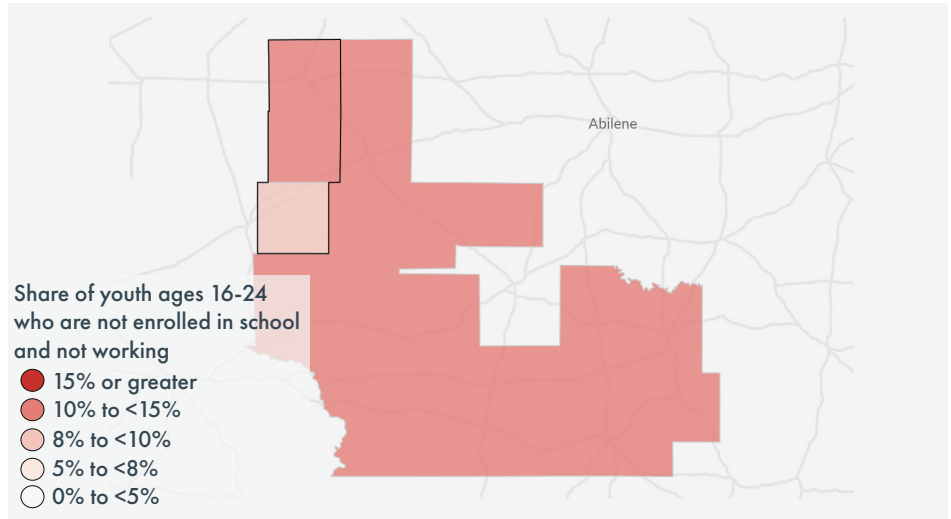 Abilene
Share of youth ages 16-24
who are not enrolled in school
and not working
15% or greater
10% to <15%
8% to <10%
5% to <8%
0% to <5%